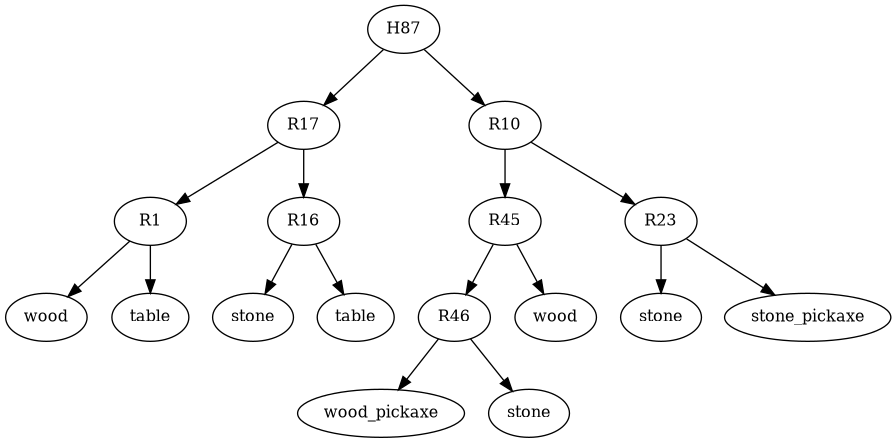 H87
R17
R10
R1
R16
R45
R23
wood
table
stone
table
R46
wood
stone
stone_pickaxe
wood_pickaxe
stone